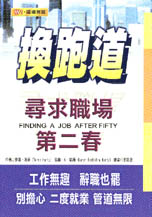 換跑道
尋求職場
FINDING A JOB AFTER FIFTY
第二春
工作無趣 辭職也罷
別擔心 二度就業 管道無限